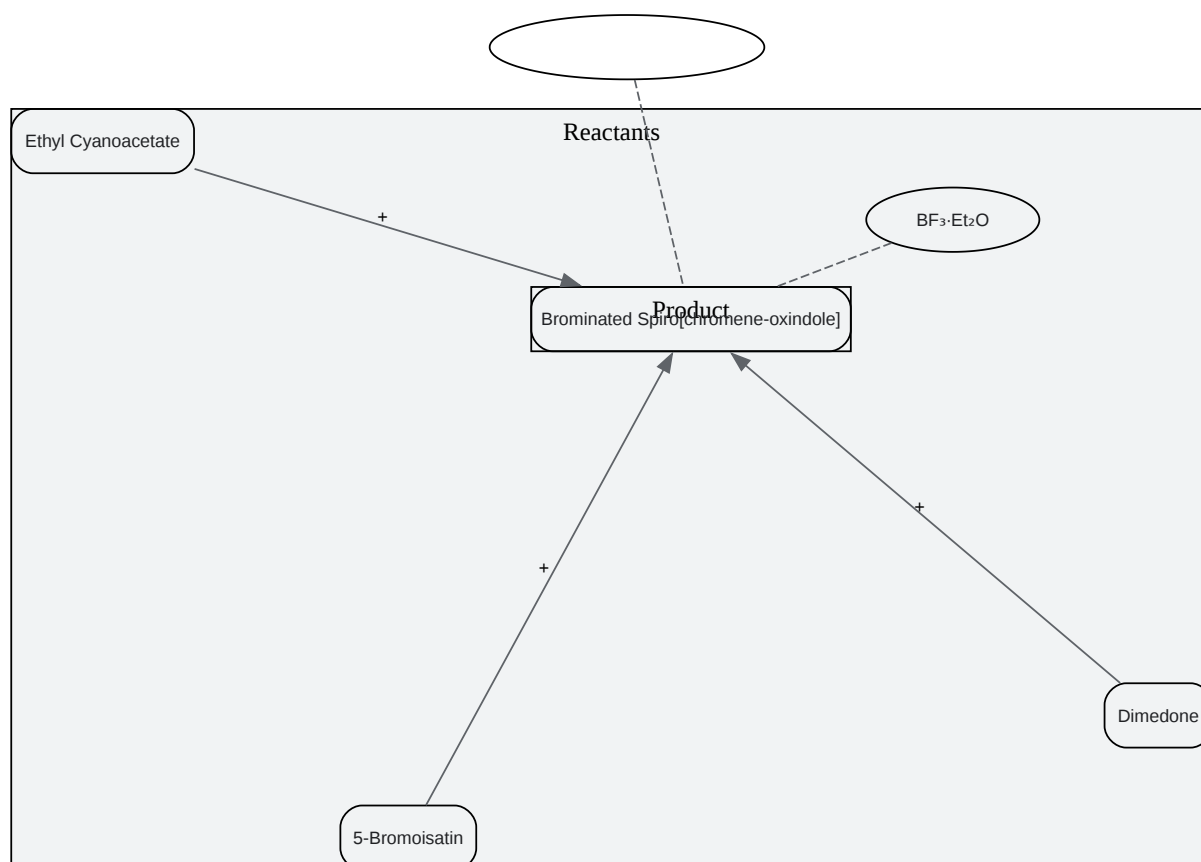 Reactants
Ethyl Cyanoacetate
+
BF₃·Et₂O
Product
Brominated Spiro[chromene-oxindole]
+
+
Dimedone
5-Bromoisatin